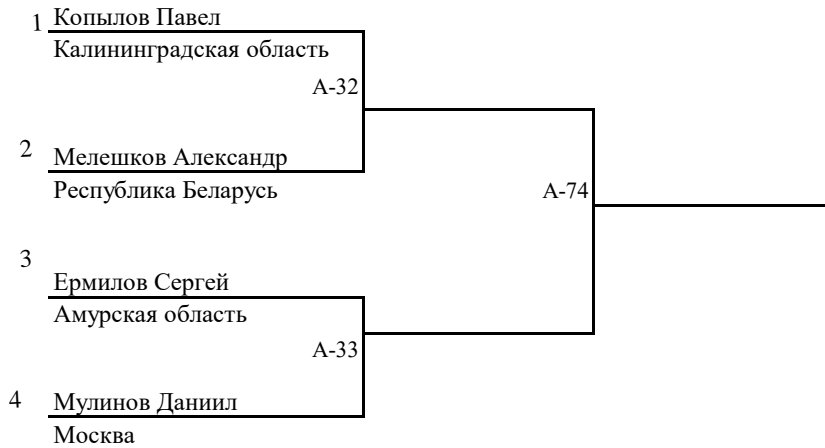 1 Копылов Павел
Калининградская область
А-32
2 Мелешков Александр
Республика Беларусь
А-74
3 Ермилов Сергей
Амурская область
А-33
4 Мулинов Даниил
Москва